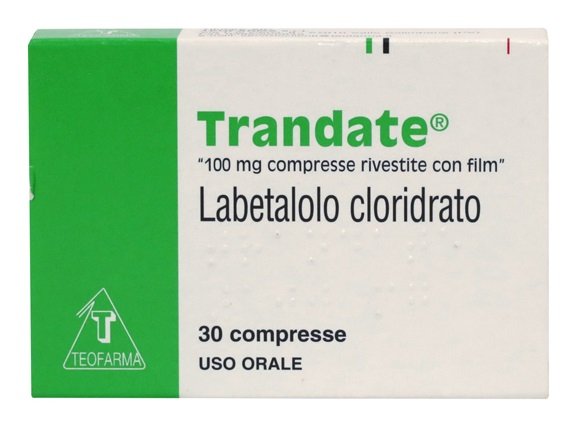 Trandate®
“100 mg compresse rivestite con film”
Labetalolo cloridrato
30 compresse
USO ORALE
T
TEOFARMA